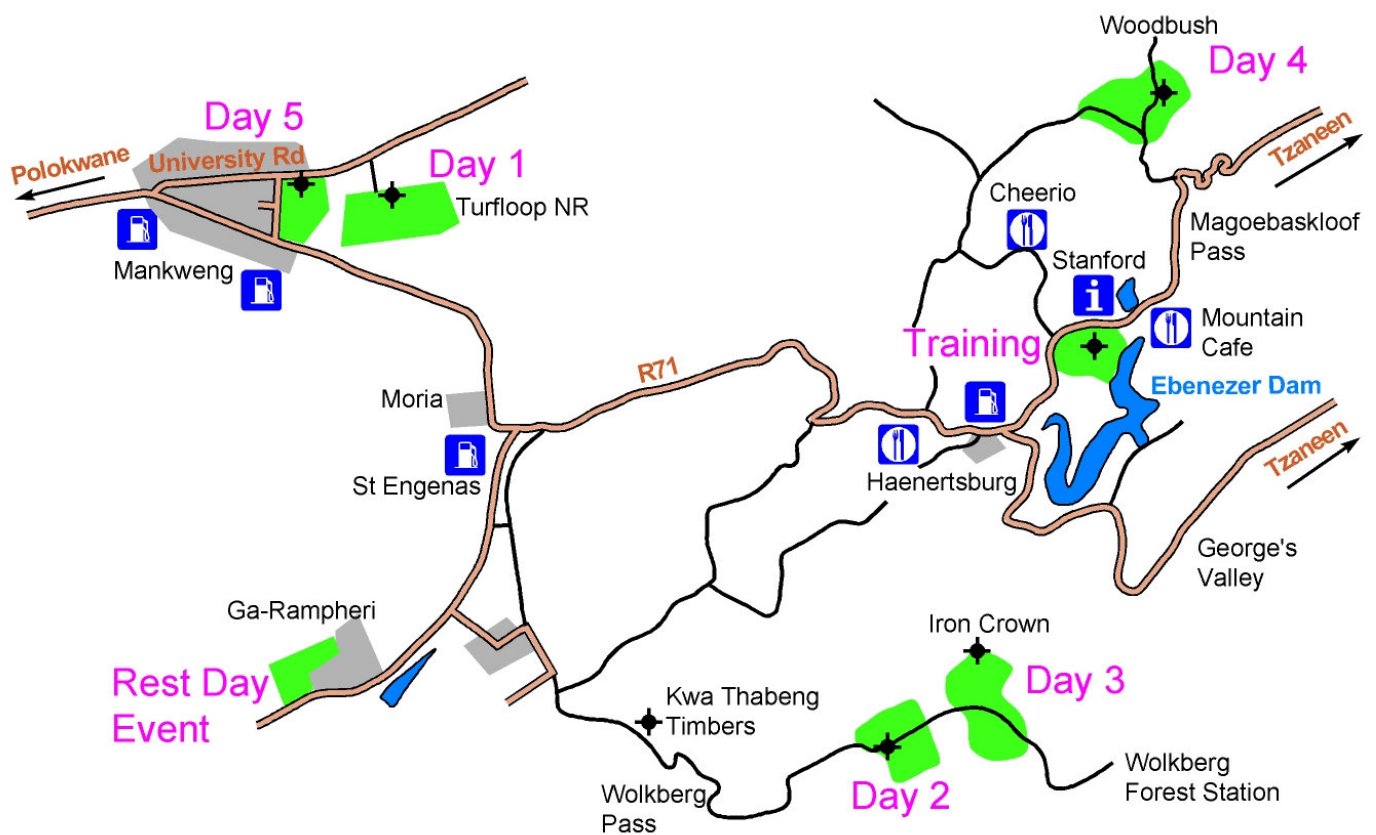 Woodbush
Day 4
Day 5
Polokwane
University Rd
Day 1
Tzaneen
Turfloop NR
Cheerio
Magoebaskloof
Pass
Mankweng
Stanford
i
Training
Mountain
Cafe
R71
Moria
Ebenezer Dam
Tzaneen
St Engenas
Haenertsburg
George's
Valley
Ga-Rampheri
Iron Crown
Rest Day
Event
Kwa Thabeng
Timbers
Day 3
Wolkberg
Pass
Day 2
Wolkberg
Forest Station